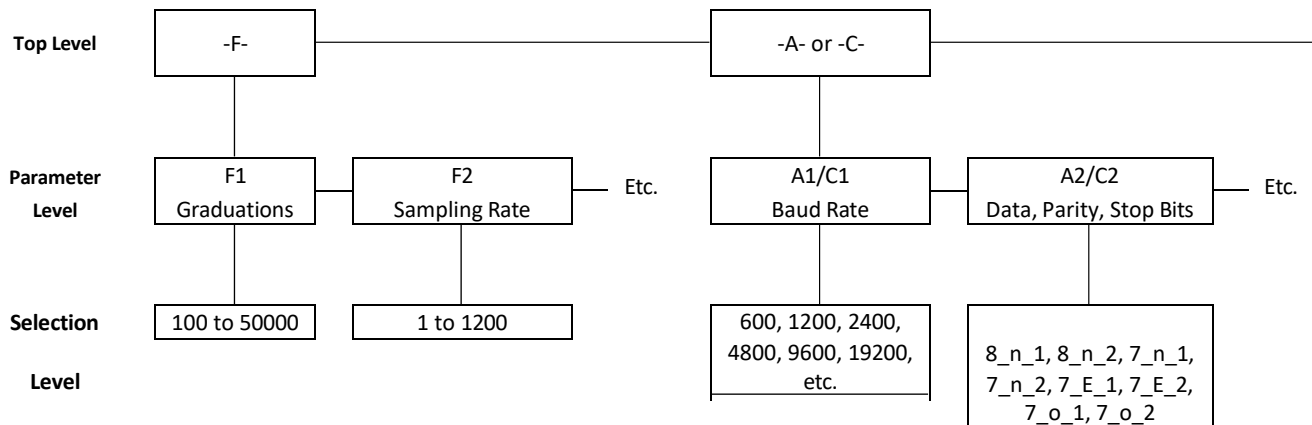 Top Level
-F-
-A- or -C-
Parameter
Level
F1
Graduations
F2
Sampling Rate
Etc.
A1/C1
Baud Rate
A2/C2
Data, Parity, Stop Bits
Etc.
Selection
Level
100 to 50000
1 to 1200
600, 1200, 2400,
4800, 9600, 19200,
etc.
8_n_1, 8_n_2, 7_n_1,
7_n_2, 7_E_1, 7_E_2,
7_o_1, 7_o_2